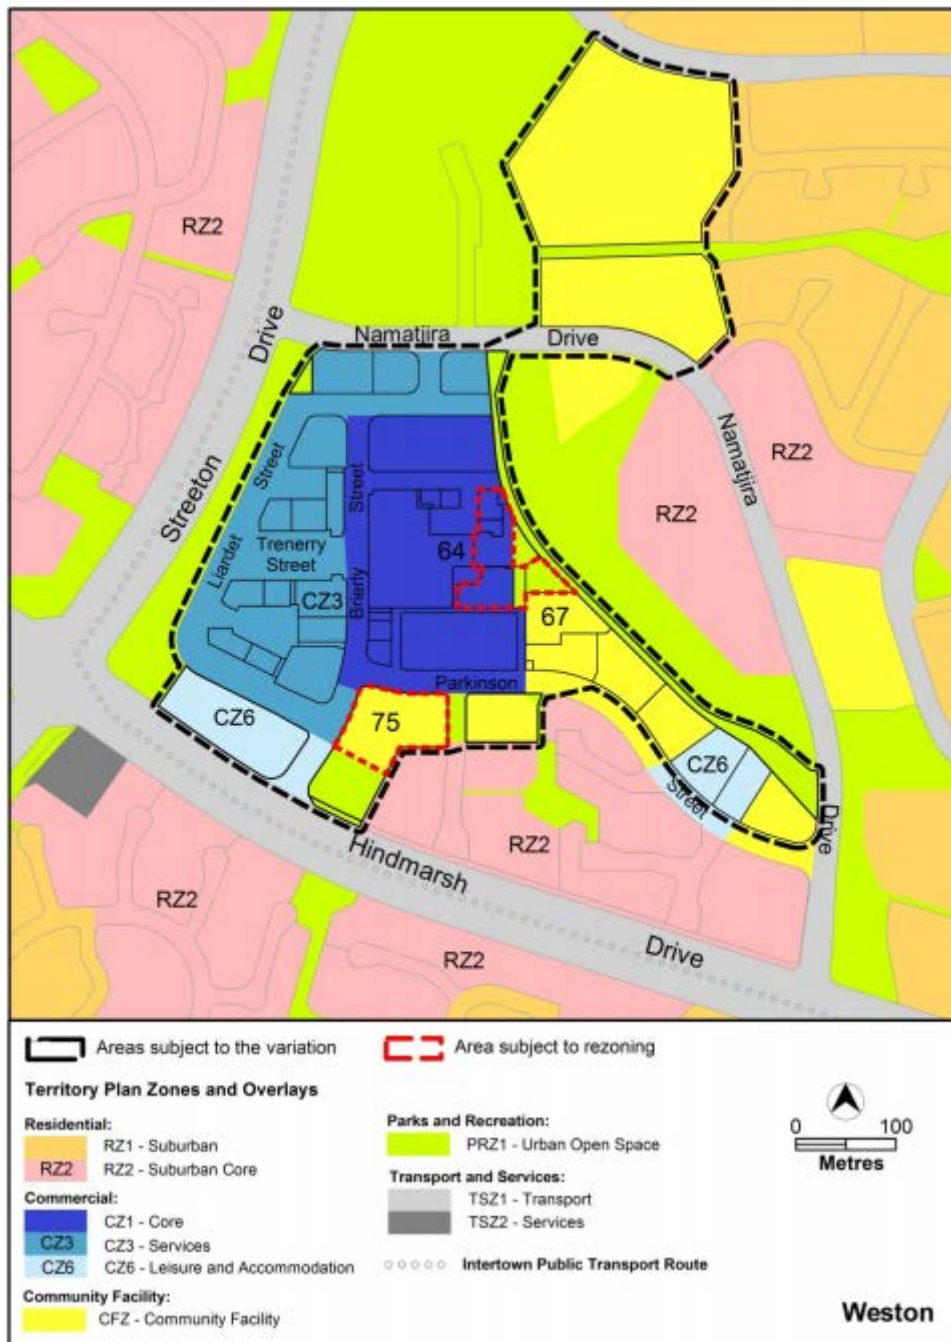 RZ2
Drive
Namatjira
Drive
Namatjira
RZ2
RZ2
Streeton
Street
Street
Liardet
Trenerry
Street
64
CZ3
Brierly
67
Parkinson
CZ6
75
CZ6
Street
Drive
Hindmarsh
RZ2
RZ2
Drive
RZ2
Areas subject to the variation
Area subject to rezoning
Territory Plan Zones and Overlays
Residential:
RZ1 - Suburban
RZ2 RZ2 - Suburban Core
Commercial:
CZ1 - Core
CZ3 CZ3 - Services
CZ6 CZ6 - Leisure and Accommodation
Community Facility:
CFZ - Community Facility
Parks and Recreation:
PRZ1 - Urban Open Space
Transport and Services:
TSZ1 - Transport
TSZ2 - Services
Intertown Public Transport Route
0 100
Metres
Weston